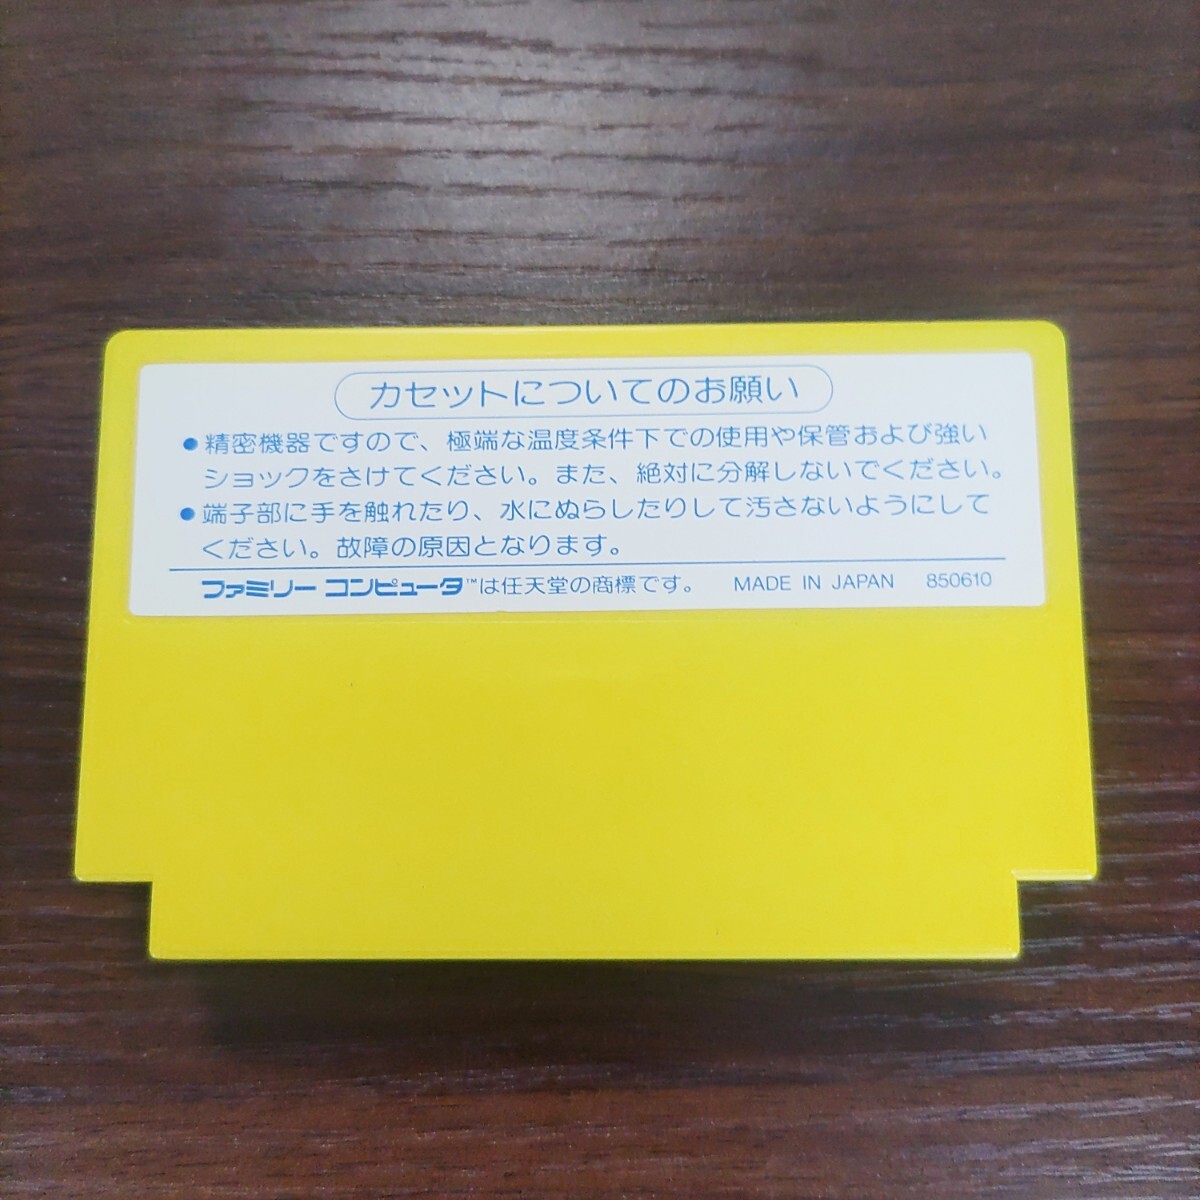 カセットについてのお願い
●精密機器ですので、極端な温度条件下での使用や保管および強い
ショックをさけてください。また、絶対に分解しないでください。
●端子部に手を触れたり、水にぬらしたりして汚さないようにして
ください。故障の原因となります。
ファミリー コンピュータ™は任天堂の商標です。 MADE IN JAPAN 850610